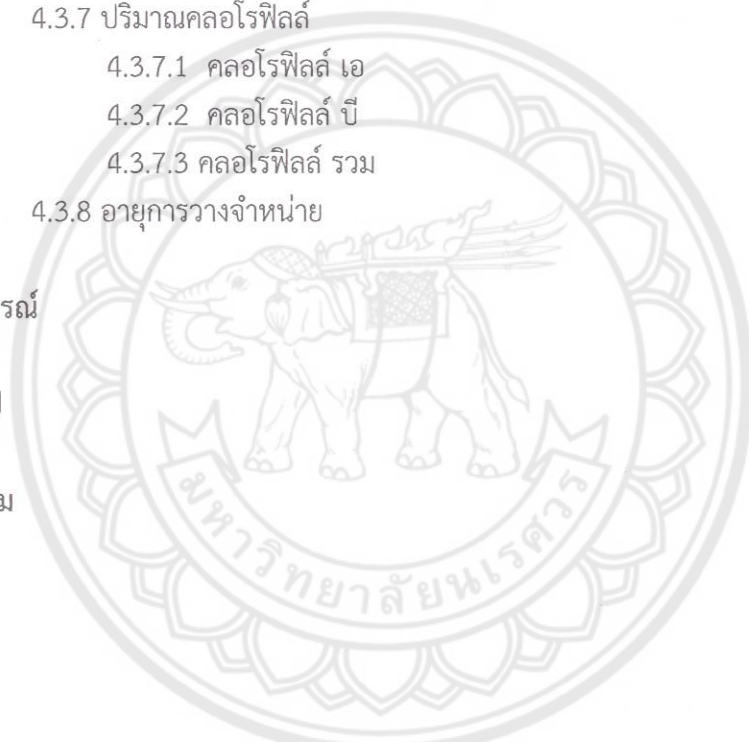 4.3.7 ปริมาณคลอโรฟิลล์
4.3.7.1 คลอโรฟิลล์ เอ
4.3.7.2 คลอโรฟิลล์ บี
4.3.7.3 คลอโรฟิลล์ รวม
4.3.8 อายุการวางจำหน่าย
รณ์
ม
มหาวิทยาลัยนเรศวร